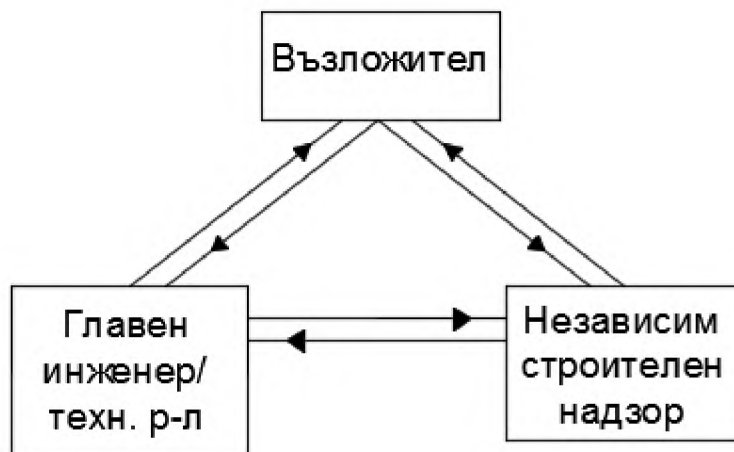 Възложител
Главен
инженер/
техн. р-л
Независим
строителен
надзор